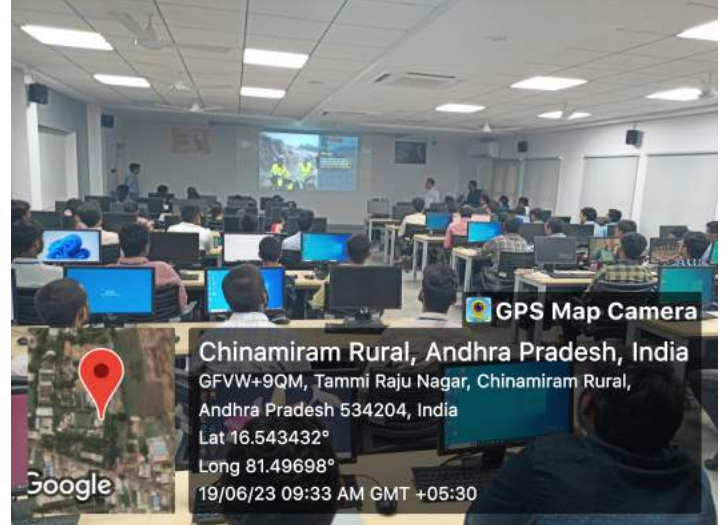 GPS Map Camera
Chinamiram Rural, Andhra Pradesh, India
GFVW+9QM, Tammi Raju Nagar, Chinamiram Rural,
Andhra Pradesh 534204, India
Lat 16.543432°
Long 81.49698°
19/06/23 09:33 AM GMT +05:30
Google